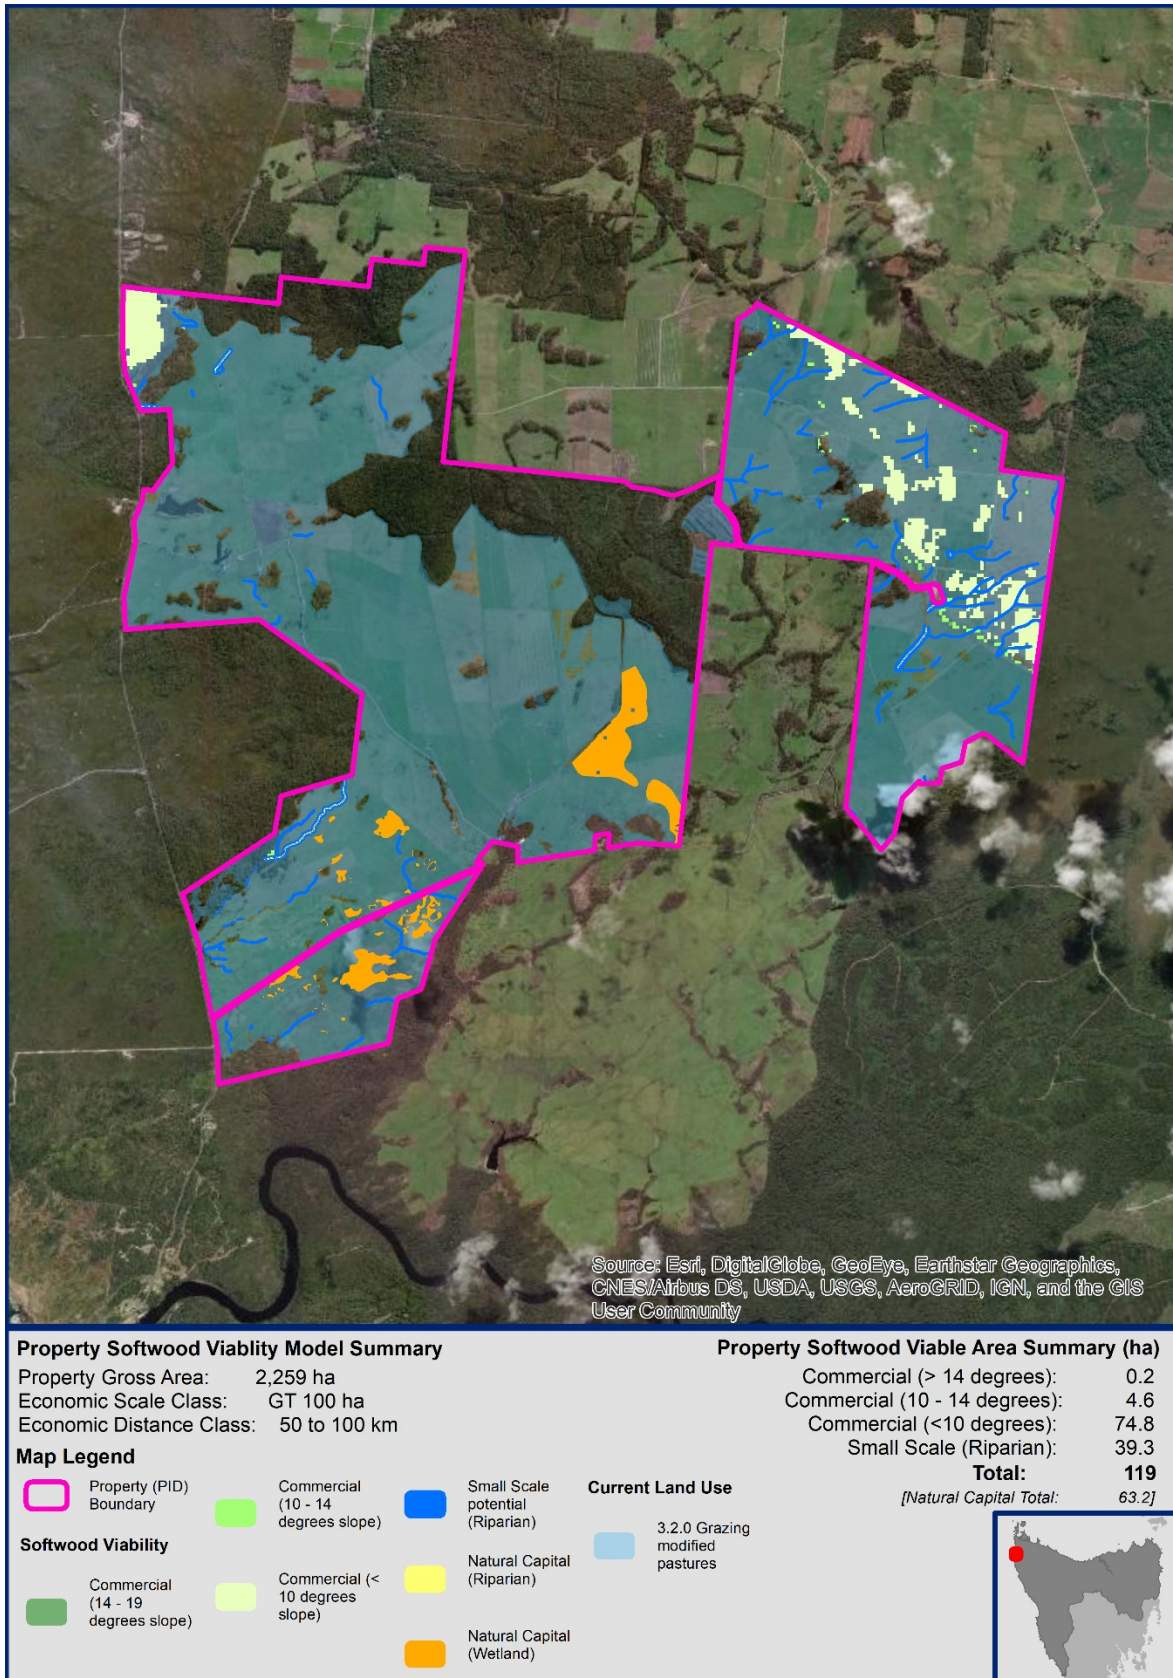 Source: Esri, DigitalGlobe, GeoEye, Earthstar Geographics,
CNES/Airbus DS, USDA, USGS, AeroGRID, IGN, and the GIS
User Community
Property Softwood Viablity Model Summary
Property Gross Area: 2,259 ha
Economic Scale Class: GT 100 ha
Economic Distance Class: 50 to 100 km
Property Softwood Viable Area Summary (ha)
Commercial (> 14 degrees): 0.2
Commercial (10 - 14 degrees): 4.6
Commercial (<10 degrees): 74.8
Small Scale (Riparian): 39.3
Total: 119
[Natural Capital Total: 63.2]
Map Legend
Property (PID)
Boundary
Softwood Viability
Commercial
(14 - 19
degrees slope)
Commercial
(10 - 14
degrees slope)
Commercial (<
10 degrees
slope)
Small Scale
potential
(Riparian)
Natural Capital
(Riparian)
Natural Capital
(Wetland)
Current Land Use
3.2.0 Grazing
modified
pastures